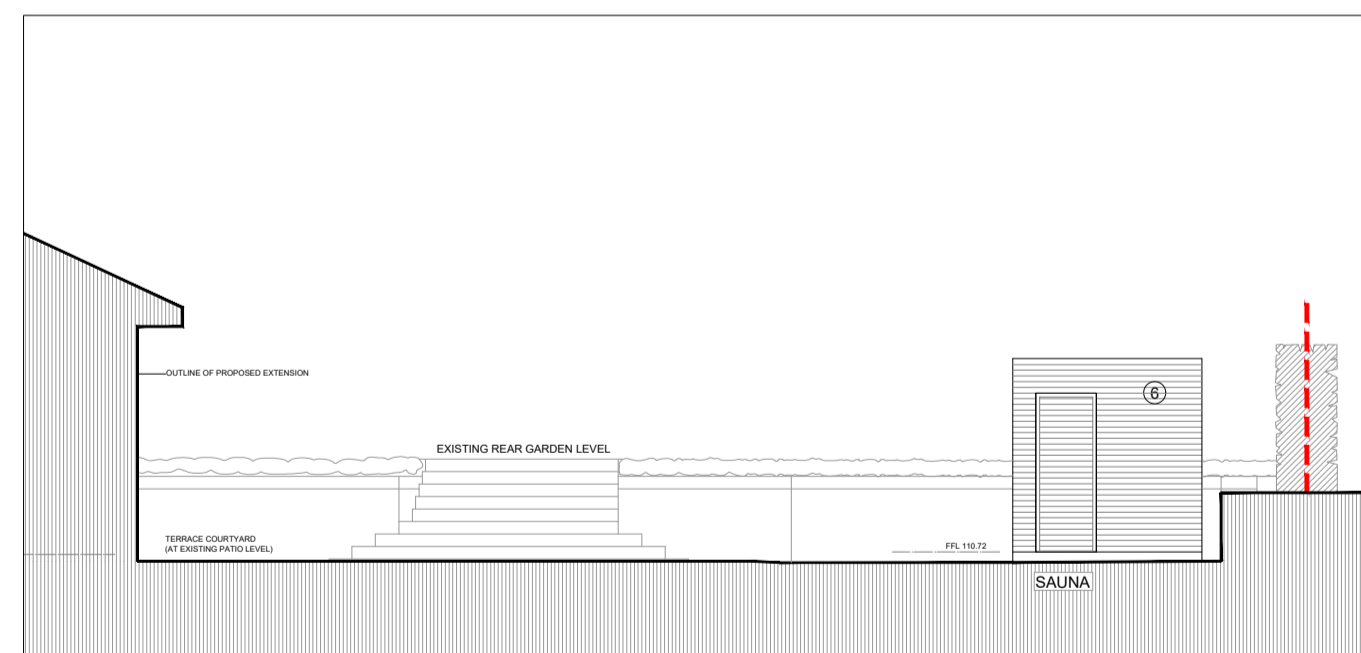 OUTLINE OF PROPOSED EXTENSION
6
EXISTING REAR GARDEN LEVEL
TERRACE COURTYARD
(AT EXISTING PATIO LEVEL)
FFL 110.72
SAUNA